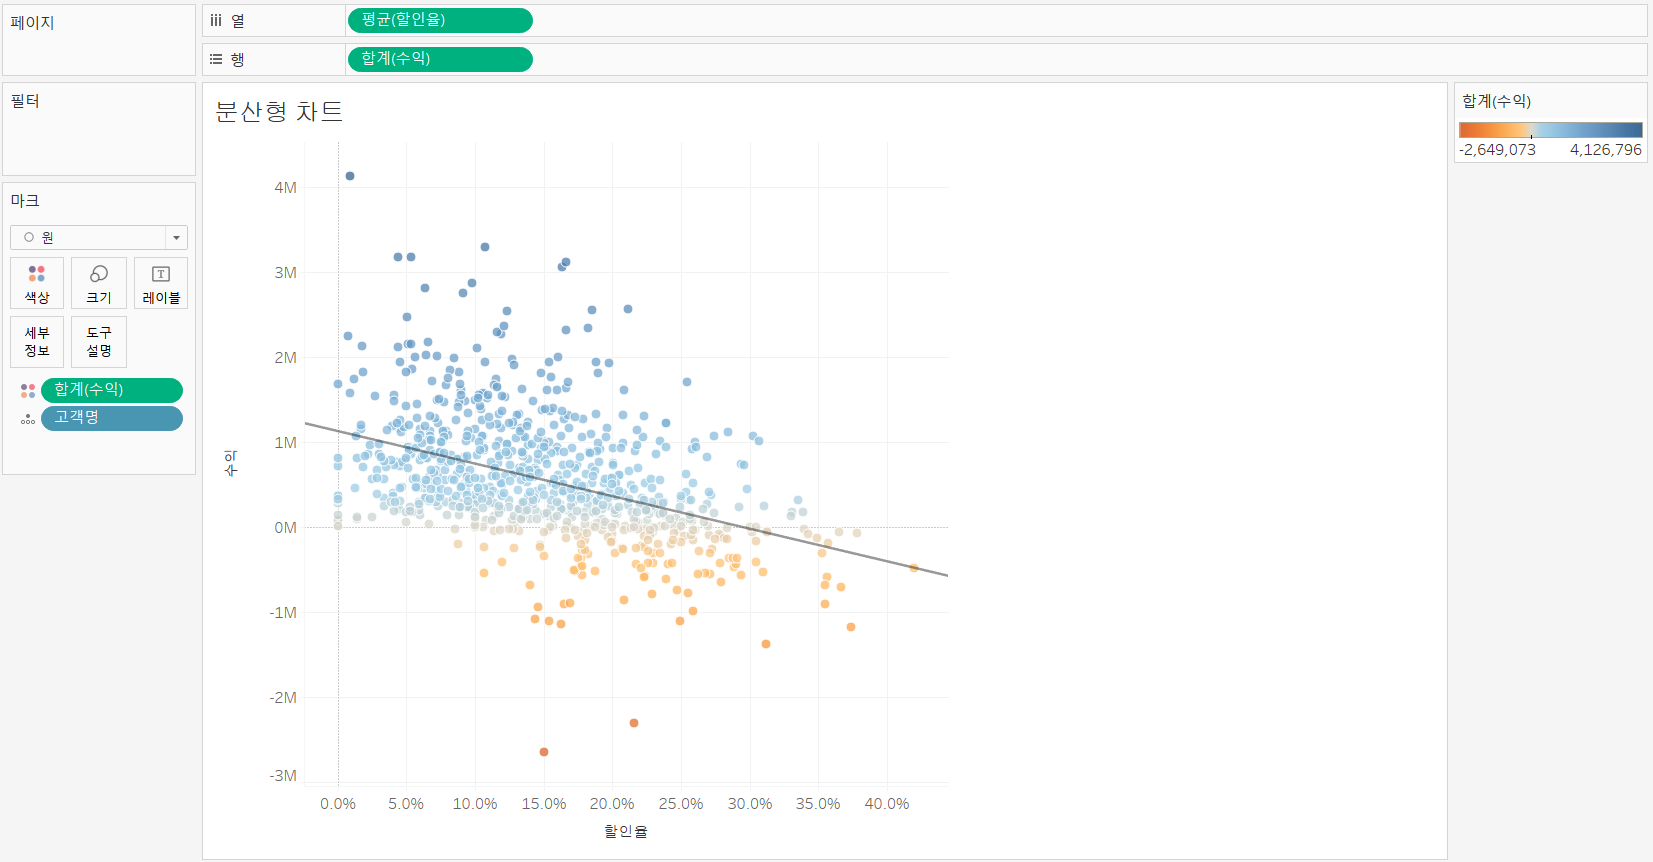 페이지
열
평균(할인율)
행
합계(수익)
필터
마크
원
색상
크기
T
레이블
세부
정보
도구
설명
합계(수익)
고객명
분산형 차트
수익
4M
3M
2M
1M
0M
-1M
-2M
-3M
0.0% 5.0% 10.0% 15.0% 20.0% 25.0% 30.0% 35.0% 40.0%
할인율
합계(수익)
-2,649,073 4,126,796